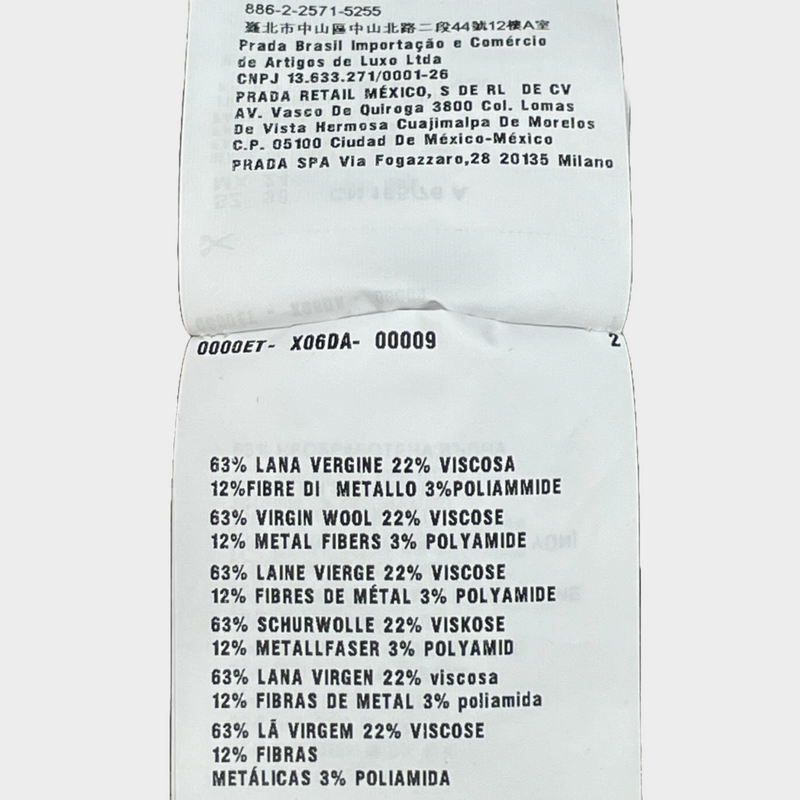 886-2-2571-5255
臺北市中山區中山北路二段44號12樓A室
Prada Brasil Importação e Comércio
de Artigos de Luxo Ltda
CNPJ 13.633.271/0001-26
PRADA RETAIL MÉXICO, S DE RL DE CV
AV. Vasco De Quiroga 3800 Col. Lomas
De Vista Hermosa Cuajimalpa De Morelos
C.P. 05100 Ciudad De México-México
PRADA SPA Via Fogazzaro,28 20135 Milano
0000ET- X06DA- 00009 2
63% LANA VERGINE 22% VISCOSA
12%FIBRE DI METALLO 3%POLIAMMIDE
63% VIRGIN WOOL 22% VISCOSE
12% METAL FIBERS 3% POLYAMIDE
63% LAINE VIERGE 22% VISCOSE
12% FIBRES DE MÉTAL 3% POLYAMIDE
63% SCHURWOLLE 22% VISKOSE
12% METALLFASER 3% POLYAMID
63% LANA VIRGEN 22% viscosa
12% FIBRAS DE METAL 3% poliamida
63% LÃ VIRGEM 22% VISCOSE
12% FIBRAS
METÁLICAS 3% POLIAMIDA